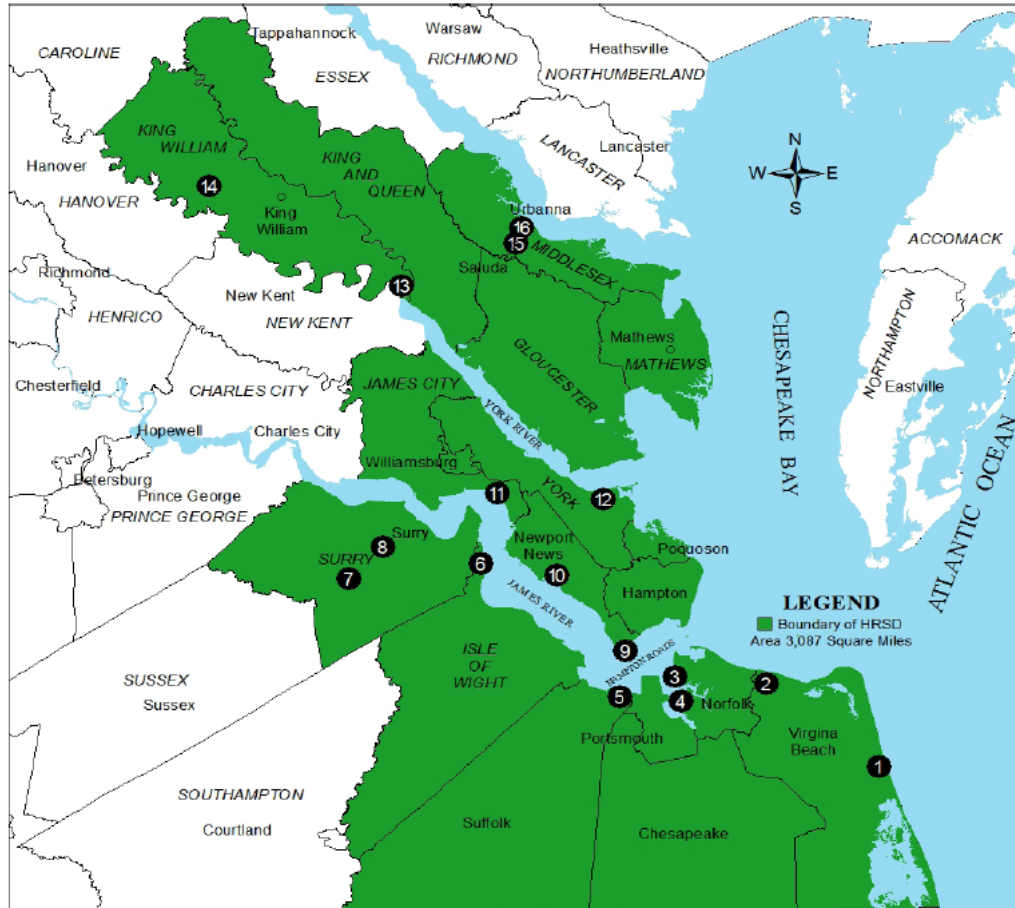 CAROLINE
Tappahannock
ESSEX
Warsaw
RICHMOND
Heathsville
NORTHUMBERLAND
LANCASTER
Lancaster
KING
WILLIAM
KING
AND
QUEEN
Hanover
HANOVER
14
King
William
Urbanna
16
15
MIDDLESEX
Saluda
N
W E
S
ACCOMACK
Richmond
HENRICO
New Kent
NEW KENT
13
Mathews
MATHEWS
GLOUCESTER
CHESAPEAKE BAY
NORTHAMPTON
Eastville
ATLANTIC OCEAN
Chesterfield
CHARLES CITY
JAMES CITY
YORK RIVER
Hopewell
Charles City
Williamsburg
Petersburg
Prince George
PRINCE GEORGE
11
YORK
12
8
Surry
SURRY
7
6
Newport
News
10
Poquoson
JAMES RIVER
Hampton
LEGEND
Boundary of HRSD
Area 3,087 Square Miles
ISLE
OF
WIGHT
9
HAMPTON ROADS
3
2
5
4
Norfolk
SUSSEX
Sussex
Portsmouth
Virgina
Beach
1
SOUTHAMPTON
Courtland
Suffolk
Chesapeake